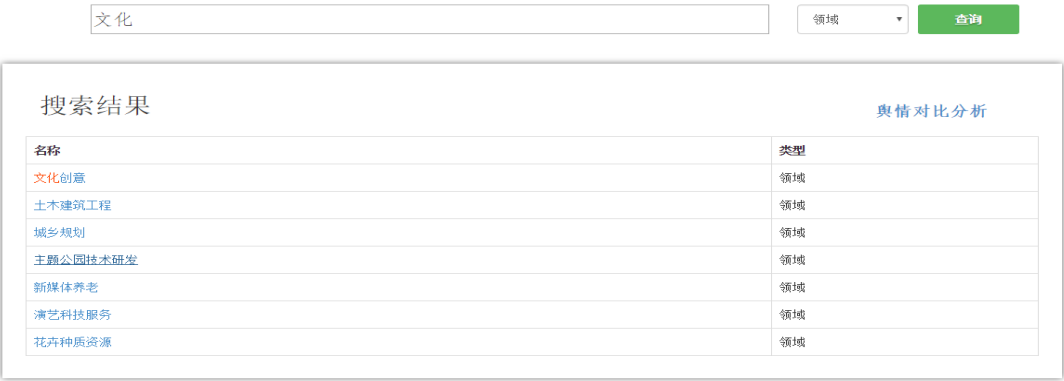 文化 领域 查询
搜索结果
舆情对比分析
名称 类型
文化创意 领域
土木建筑工程 领域
城乡规划 领域
主题公园技术研发 领域
新媒体养老 领域
演艺科技服务 领域
花卉种质资源 领域